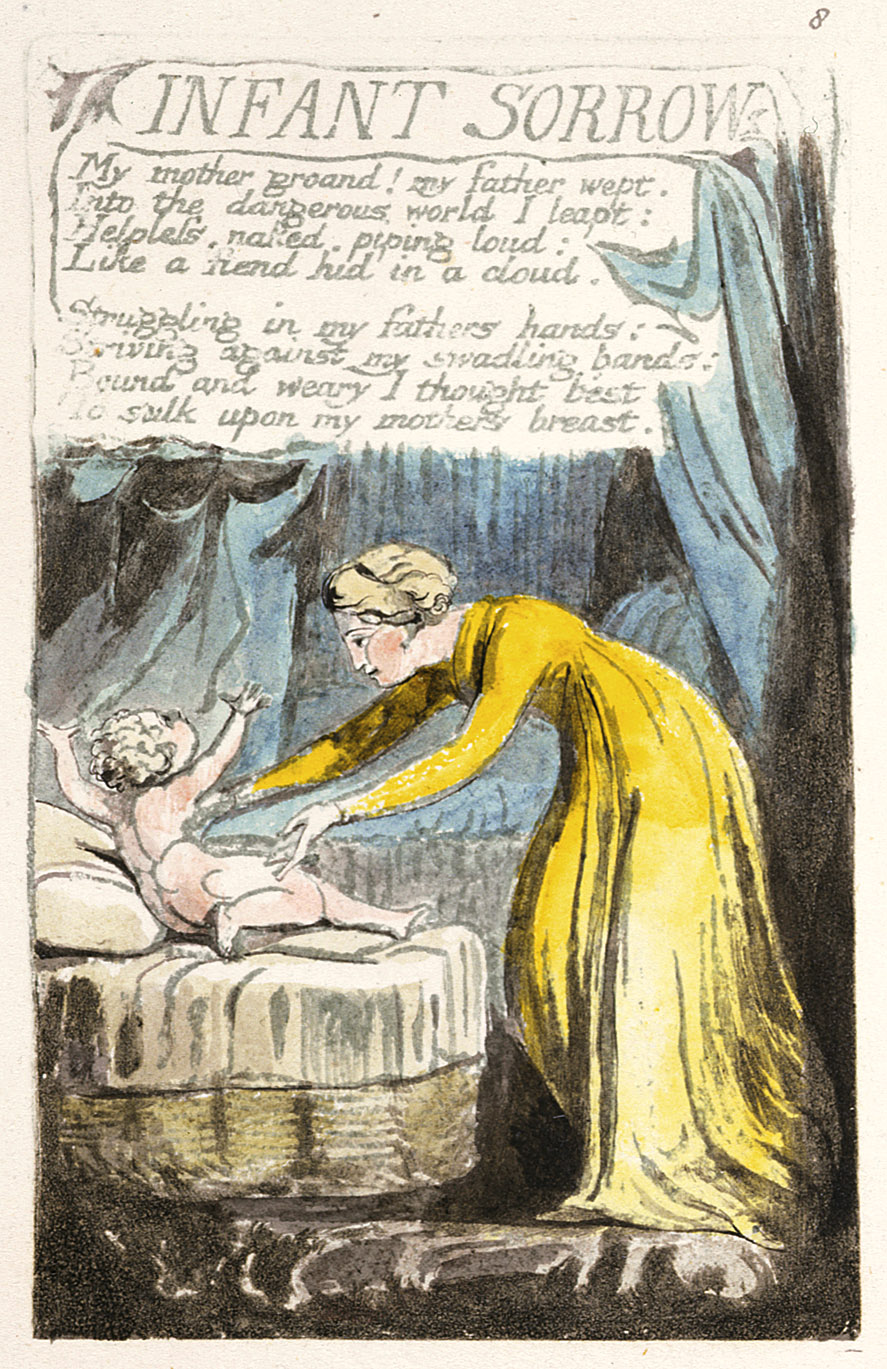 8
INFANT SORROW
My mother groand! my father wept.
Into the dangerous world I leapt:
Helpless, naked, piping loud:
Like a fiend hid in a cloud.
Struggling in my fathers hands:
Striving against my swadling bands:
Bound and weary I thought best
To sulk upon my mothers breast.